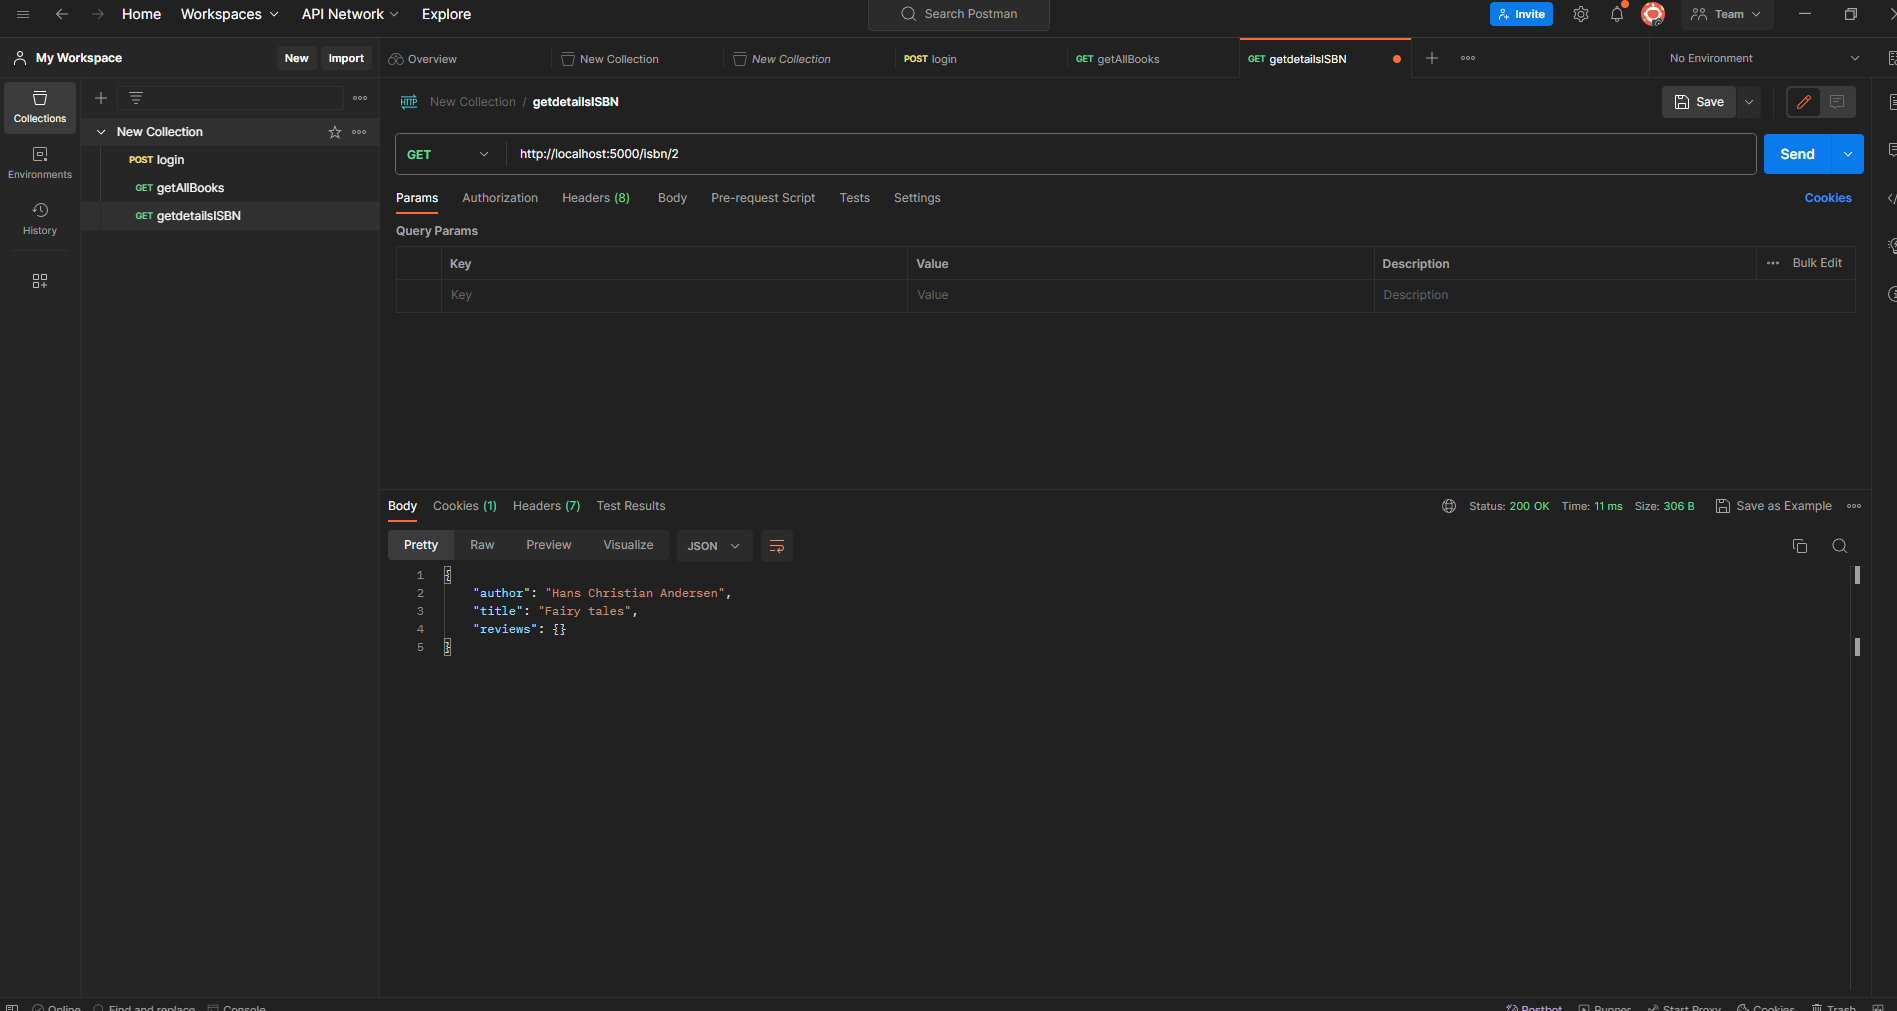 Home Workspaces API Network Explore Search Postman Invite Team
My Workspace New Import Overview New Collection New Collection POST login GET getAllBooks GET getdetailsISBN No Environment
Collections
Environments
History
New Collection
POST login
GET getAllBooks
GET getdetailsISBN
HTTP New Collection / getdetailsISBN Save
GET http://localhost:5000/isbn/2 Send
Params Authorization Headers (8) Body Pre-request Script Tests Settings Cookies
Query Params
Key Value Description Bulk Edit
Key Value Description
Body Cookies (1) Headers (7) Test Results Status: 200 OK Time: 11 ms Size: 306 B Save as Example
Pretty Raw Preview Visualize JSON
1 {
2 "author": "Hans Christian Andersen",
3 "title": "Fairy tales",
4 "reviews": {}
5 }
Online Find and replace Console Postbot Runner Start Proxy Cookies Trash